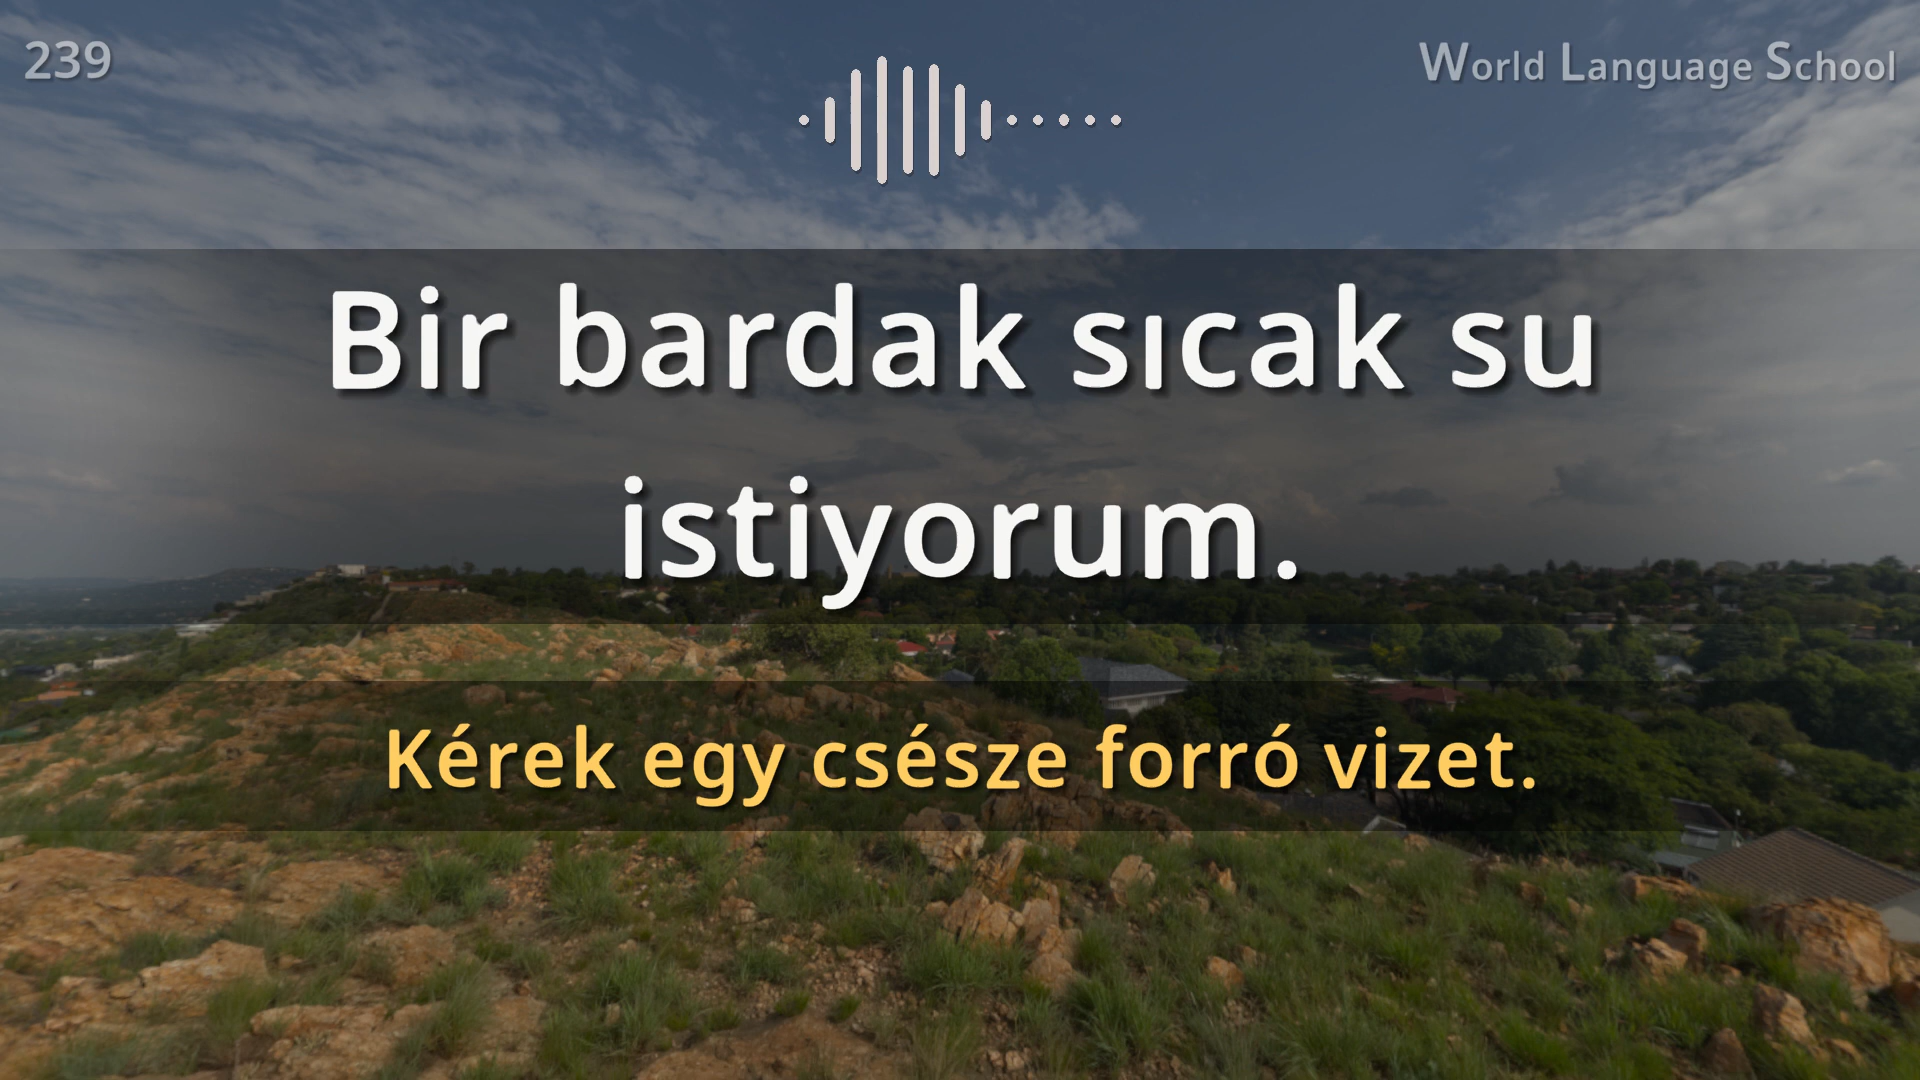 239
World Language School
Bir bardak sıcak su
istiyorum.
Kérek egy csésze forró vizet.